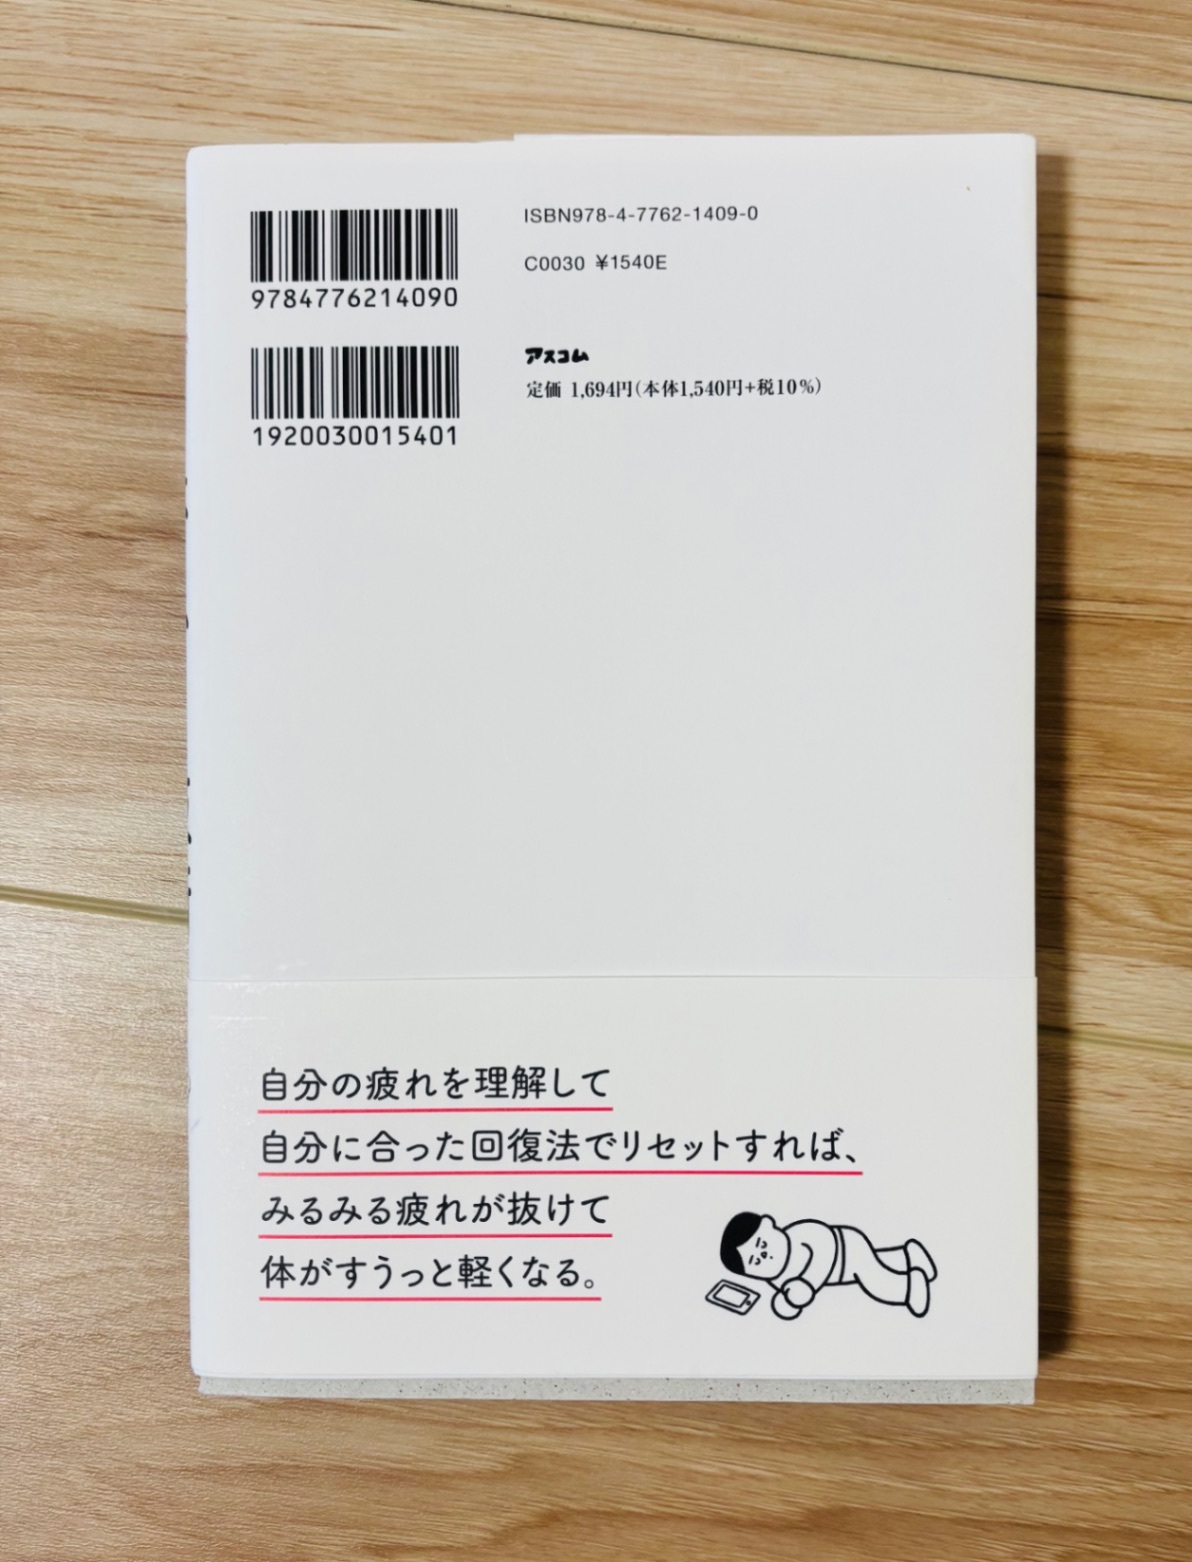 ISBN978-4-7762-1409-0
C0030 ¥1540E
9784776214090
アスコム
定価 1,694円(本体1,540円+税10%)
1920030015401
自分の疲れを理解して
自分に合った回復法でリセットすれば、
みるみる疲れが抜けて
体がすうっと軽くなる。